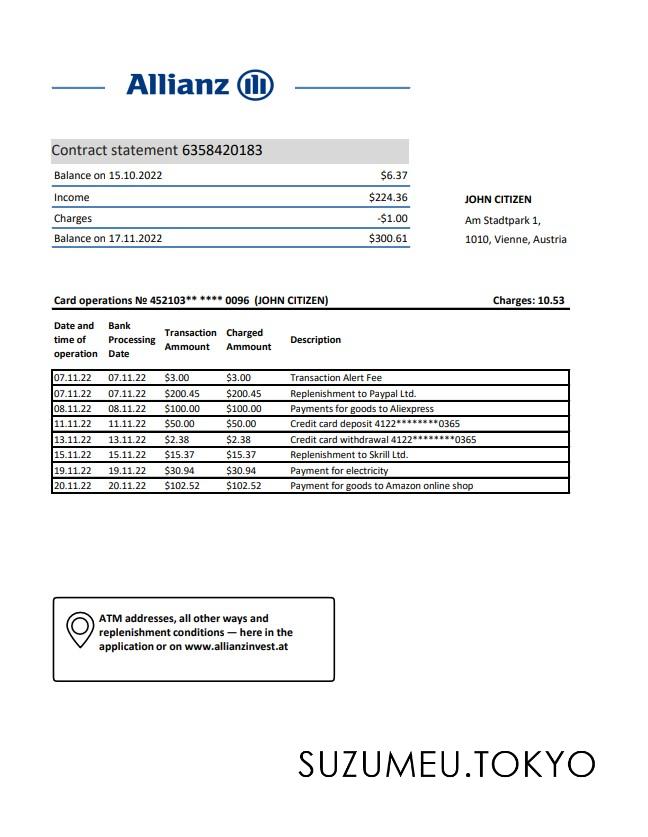 Allianz
Contract statement 6358420183
Balance on 15.10.2022 $6.37
Income $224.36
Charges -$1.00
Balance on 17.11.2022 $300.61
JOHN CITIZEN
Am Stadtpark 1,
1010, Vienne, Austria
Card operations № 452103** **** 0096 (JOHN CITIZEN) Charges: 10.53
Date and time of operation Bank Processing Date Transaction Amount Charged Amount Description
07.11.22 07.11.22 $3.00 $3.00 Transaction Alert Fee
07.11.22 07.11.22 $200.45 $200.45 Replenishment to Paypal Ltd.
08.11.22 08.11.22 $100.00 $100.00 Payments for goods to Aliexpress
11.11.22 11.11.22 $50.00 $50.00 Credit card deposit 4122********0365
13.11.22 13.11.22 $2.38 $2.38 Credit card withdrawal 4122********0365
15.11.22 15.11.22 $15.37 $15.37 Replenishment to Skrill Ltd.
19.11.22 19.11.22 $30.94 $30.94 Payment for electricity
20.11.22 20.11.22 $102.52 $102.52 Payment for goods to Amazon online shop
ATM addresses, all other ways and
replenishment conditions — here in the
application or on www.allianzinvest.at
SUZUMEU.TOKYO